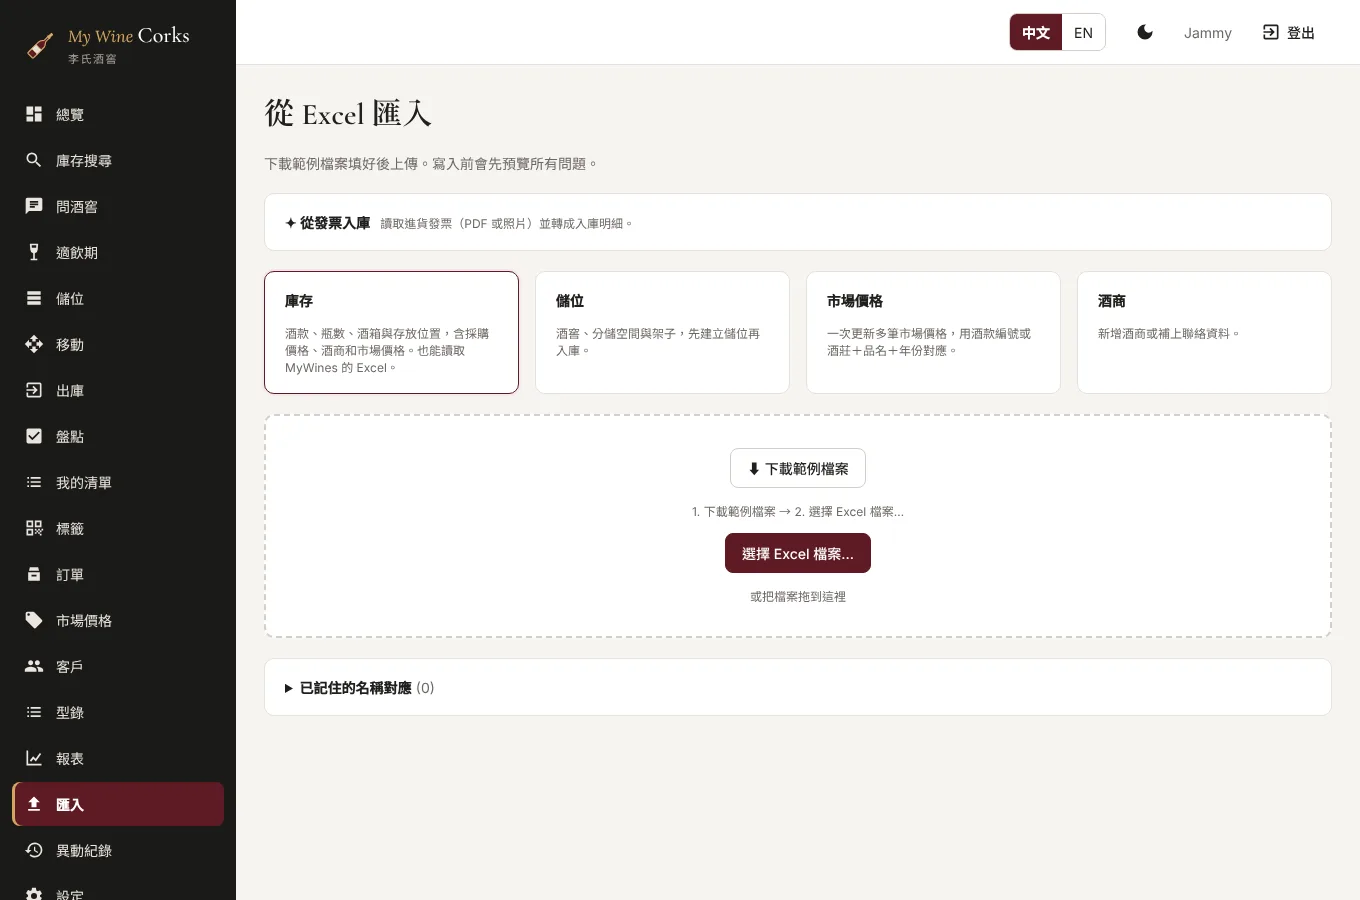 My Wine Corks
李氏酒窖
中文
EN
Jammy
登出
總覽
庫存搜尋
問酒窖
適飲期
儲位
移動
出庫
盤點
我的清單
標籤
訂單
市場價格
客戶
型錄
報表
匯入
異動紀錄
設定
從 Excel 匯入
下載範例檔案填好後上傳。寫入前會先預覽所有問題。
✦ 從發票入庫 讀取進貨發票（PDF 或照片）並轉成入庫明細。
庫存
酒款、瓶數、酒箱與存放位置，含採購
價格、酒商和市場價格。也能讀取
MyWines 的 Excel。
儲位
酒窖、分儲空間與架子，先建立儲位再
入庫。
市場價格
一次更新多筆市場價格，用酒款編號或
酒莊＋品名＋年份對應。
酒商
新增酒商或補上聯絡資料。
⬇ 下載範例檔案
1. 下載範例檔案 → 2. 選擇 Excel 檔案…
選擇 Excel 檔案…
或把檔案拖到這裡
▶ 已記住的名稱對應 (0)